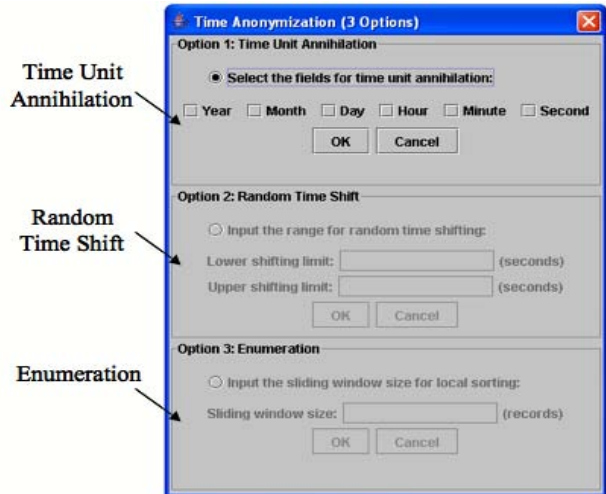 Time Anonymization (3 Options)
Option 1: Time Unit Annihilation
Select the fields for time unit annihilation:
Year Month Day Hour Minute Second
OK Cancel
Option 2: Random Time Shift
Input the range for random time shifting:
Lower shifting limit: (seconds)
Upper shifting limit: (seconds)
OK Cancel
Option 3: Enumeration
Input the sliding window size for local sorting:
Sliding window size: (records)
OK Cancel
Time Unit
Annihilation
Random
Time Shift
Enumeration